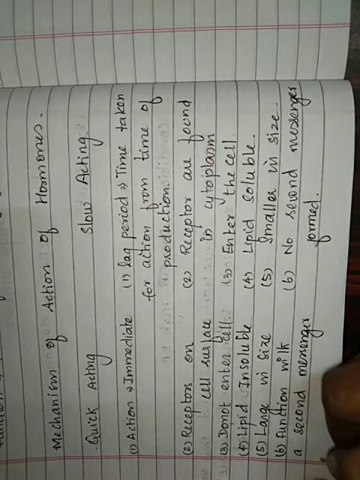 Mechanism of Action of Hormones.
Quick Acting Slow Acting.
(1) Action → Immediate (1) lag period → Time taken
for action from time of
production.
(2) Receptors on (2) Receptor are found
cell surface in cytoplasm
(3) Do not enter cell. (3) Enter the cell
(4) Lipid Insoluble (4) Lipid soluble.
(5) Large in size (5) Smaller in size.
(6) Function with (6) No second messenger
a second messenger formed.